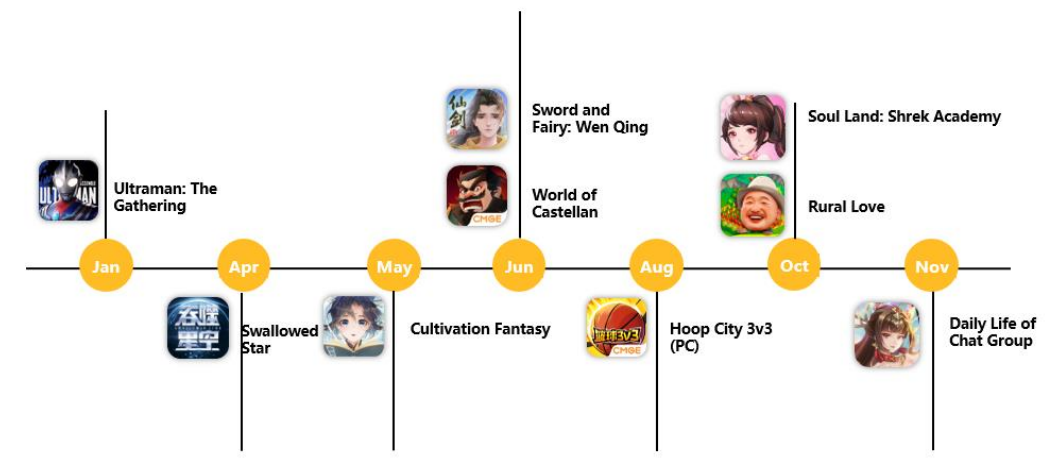 仙剑
Sword and
Fairy: Wen Qing
Soul Land: Shrek Academy
ULTRAMAN
Ultraman: The
Gathering
CMGE
World of
Castellan
Rural Love
Jan
Apr
May
Jun
Aug
Oct
Nov
吞噬
星空
Swallowed
Star
Cultivation Fantasy
篮球3v3
CMGE
Hoop City 3v3
(PC)
Daily Life of
Chat Group